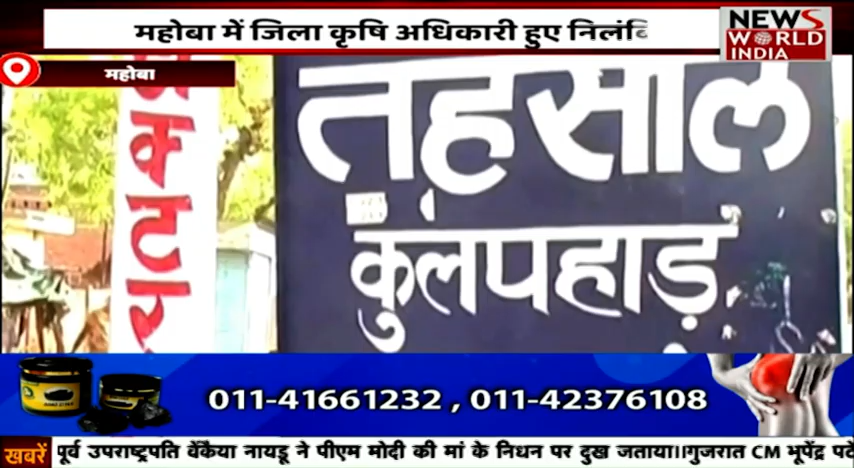 महोबा में जिला कृषि अधिकारी हुए निलंबि
NEWS
WORLD
INDIA
महोबा
तहसील
कुलपहाड़
011-41661232 , 011-42376108
खबरें पूर्व उपराष्ट्रपति वेंकैया नायडू ने पीएम मोदी की मां के निधन पर दुख जताया।।गुजरात CM भूपेंद्र पटे